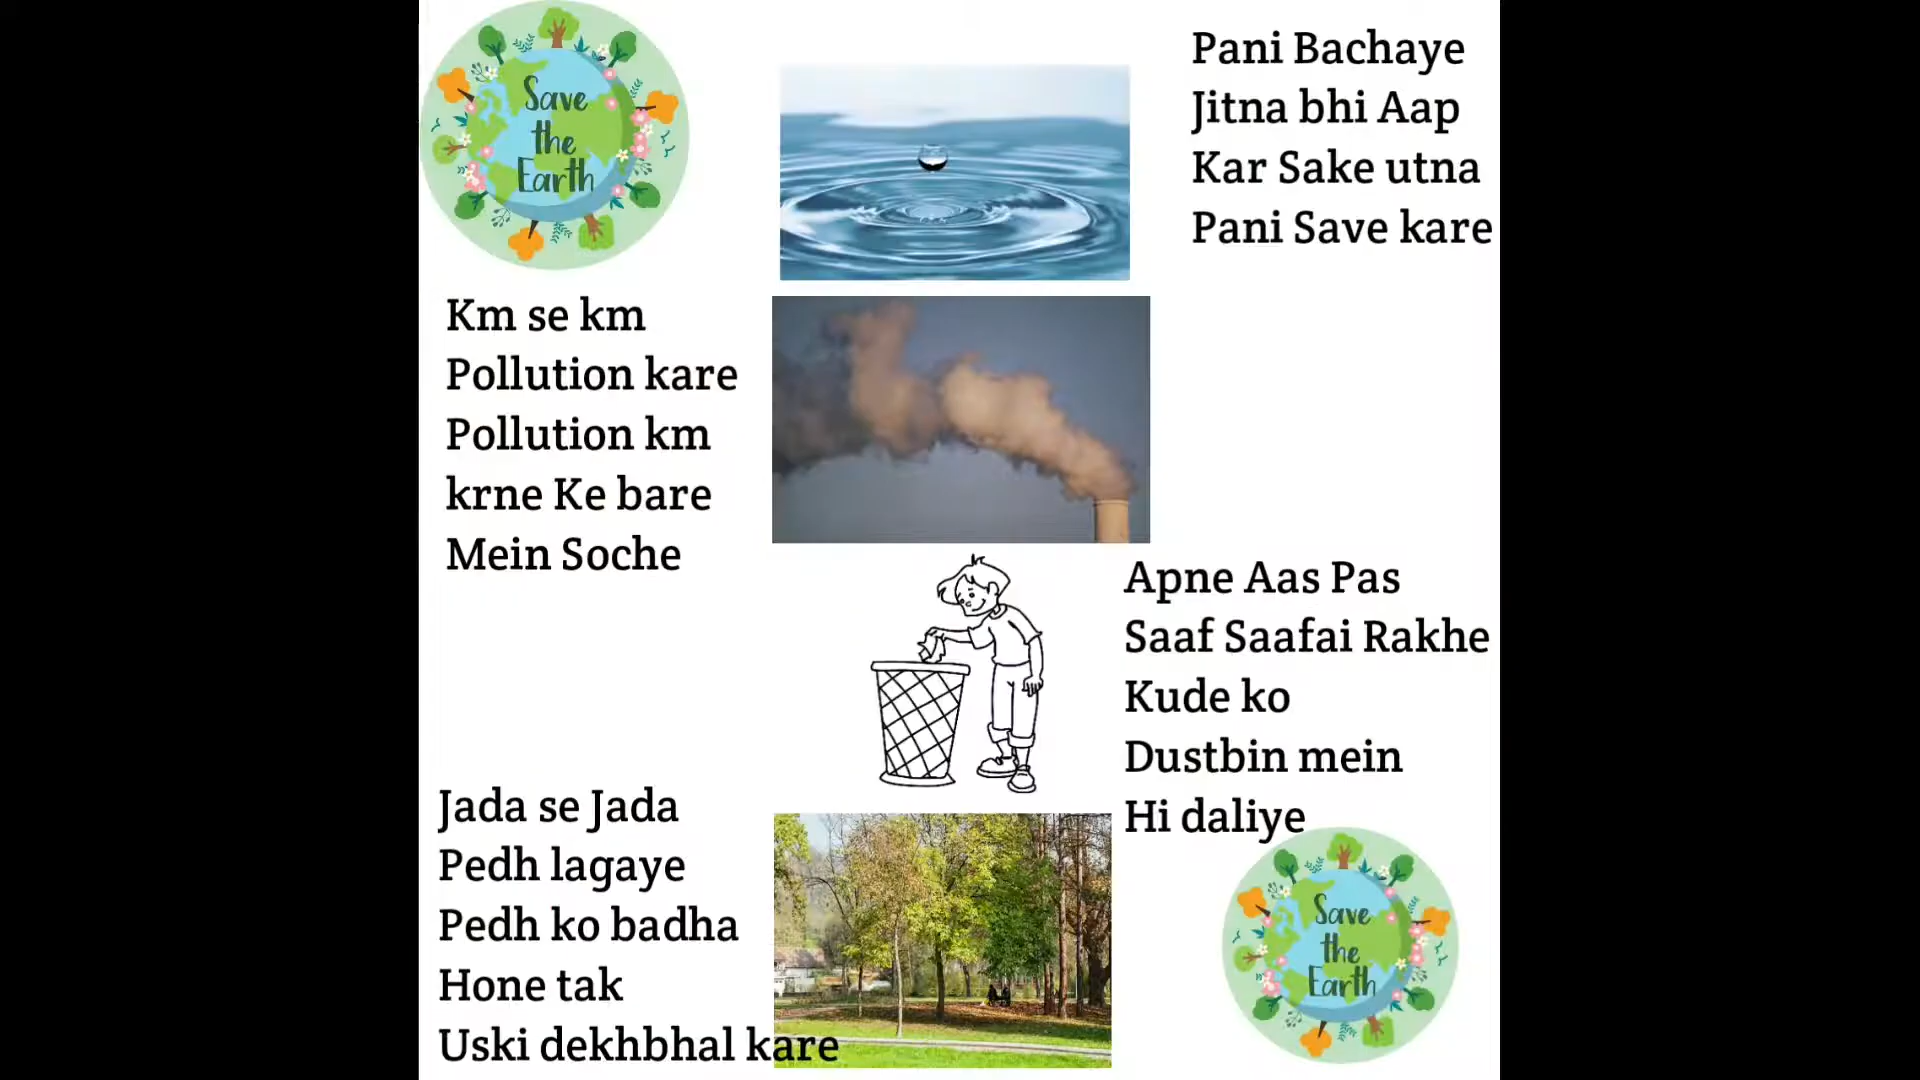 Save
the
Earth
Pani Bachaye
Jitna bhi Aap
Kar Sake utna
Pani Save kare
Km se km
Pollution kare
Pollution km
krne Ke bare
Mein Soche
Apne Aas Pas
Saaf Saafai Rakhe
Kude ko
Dustbin mein
Hi daliye
Jada se Jada
Pedh lagaye
Pedh ko badha
Hone tak
Uski dekhbhal kare
Save
the
Earth